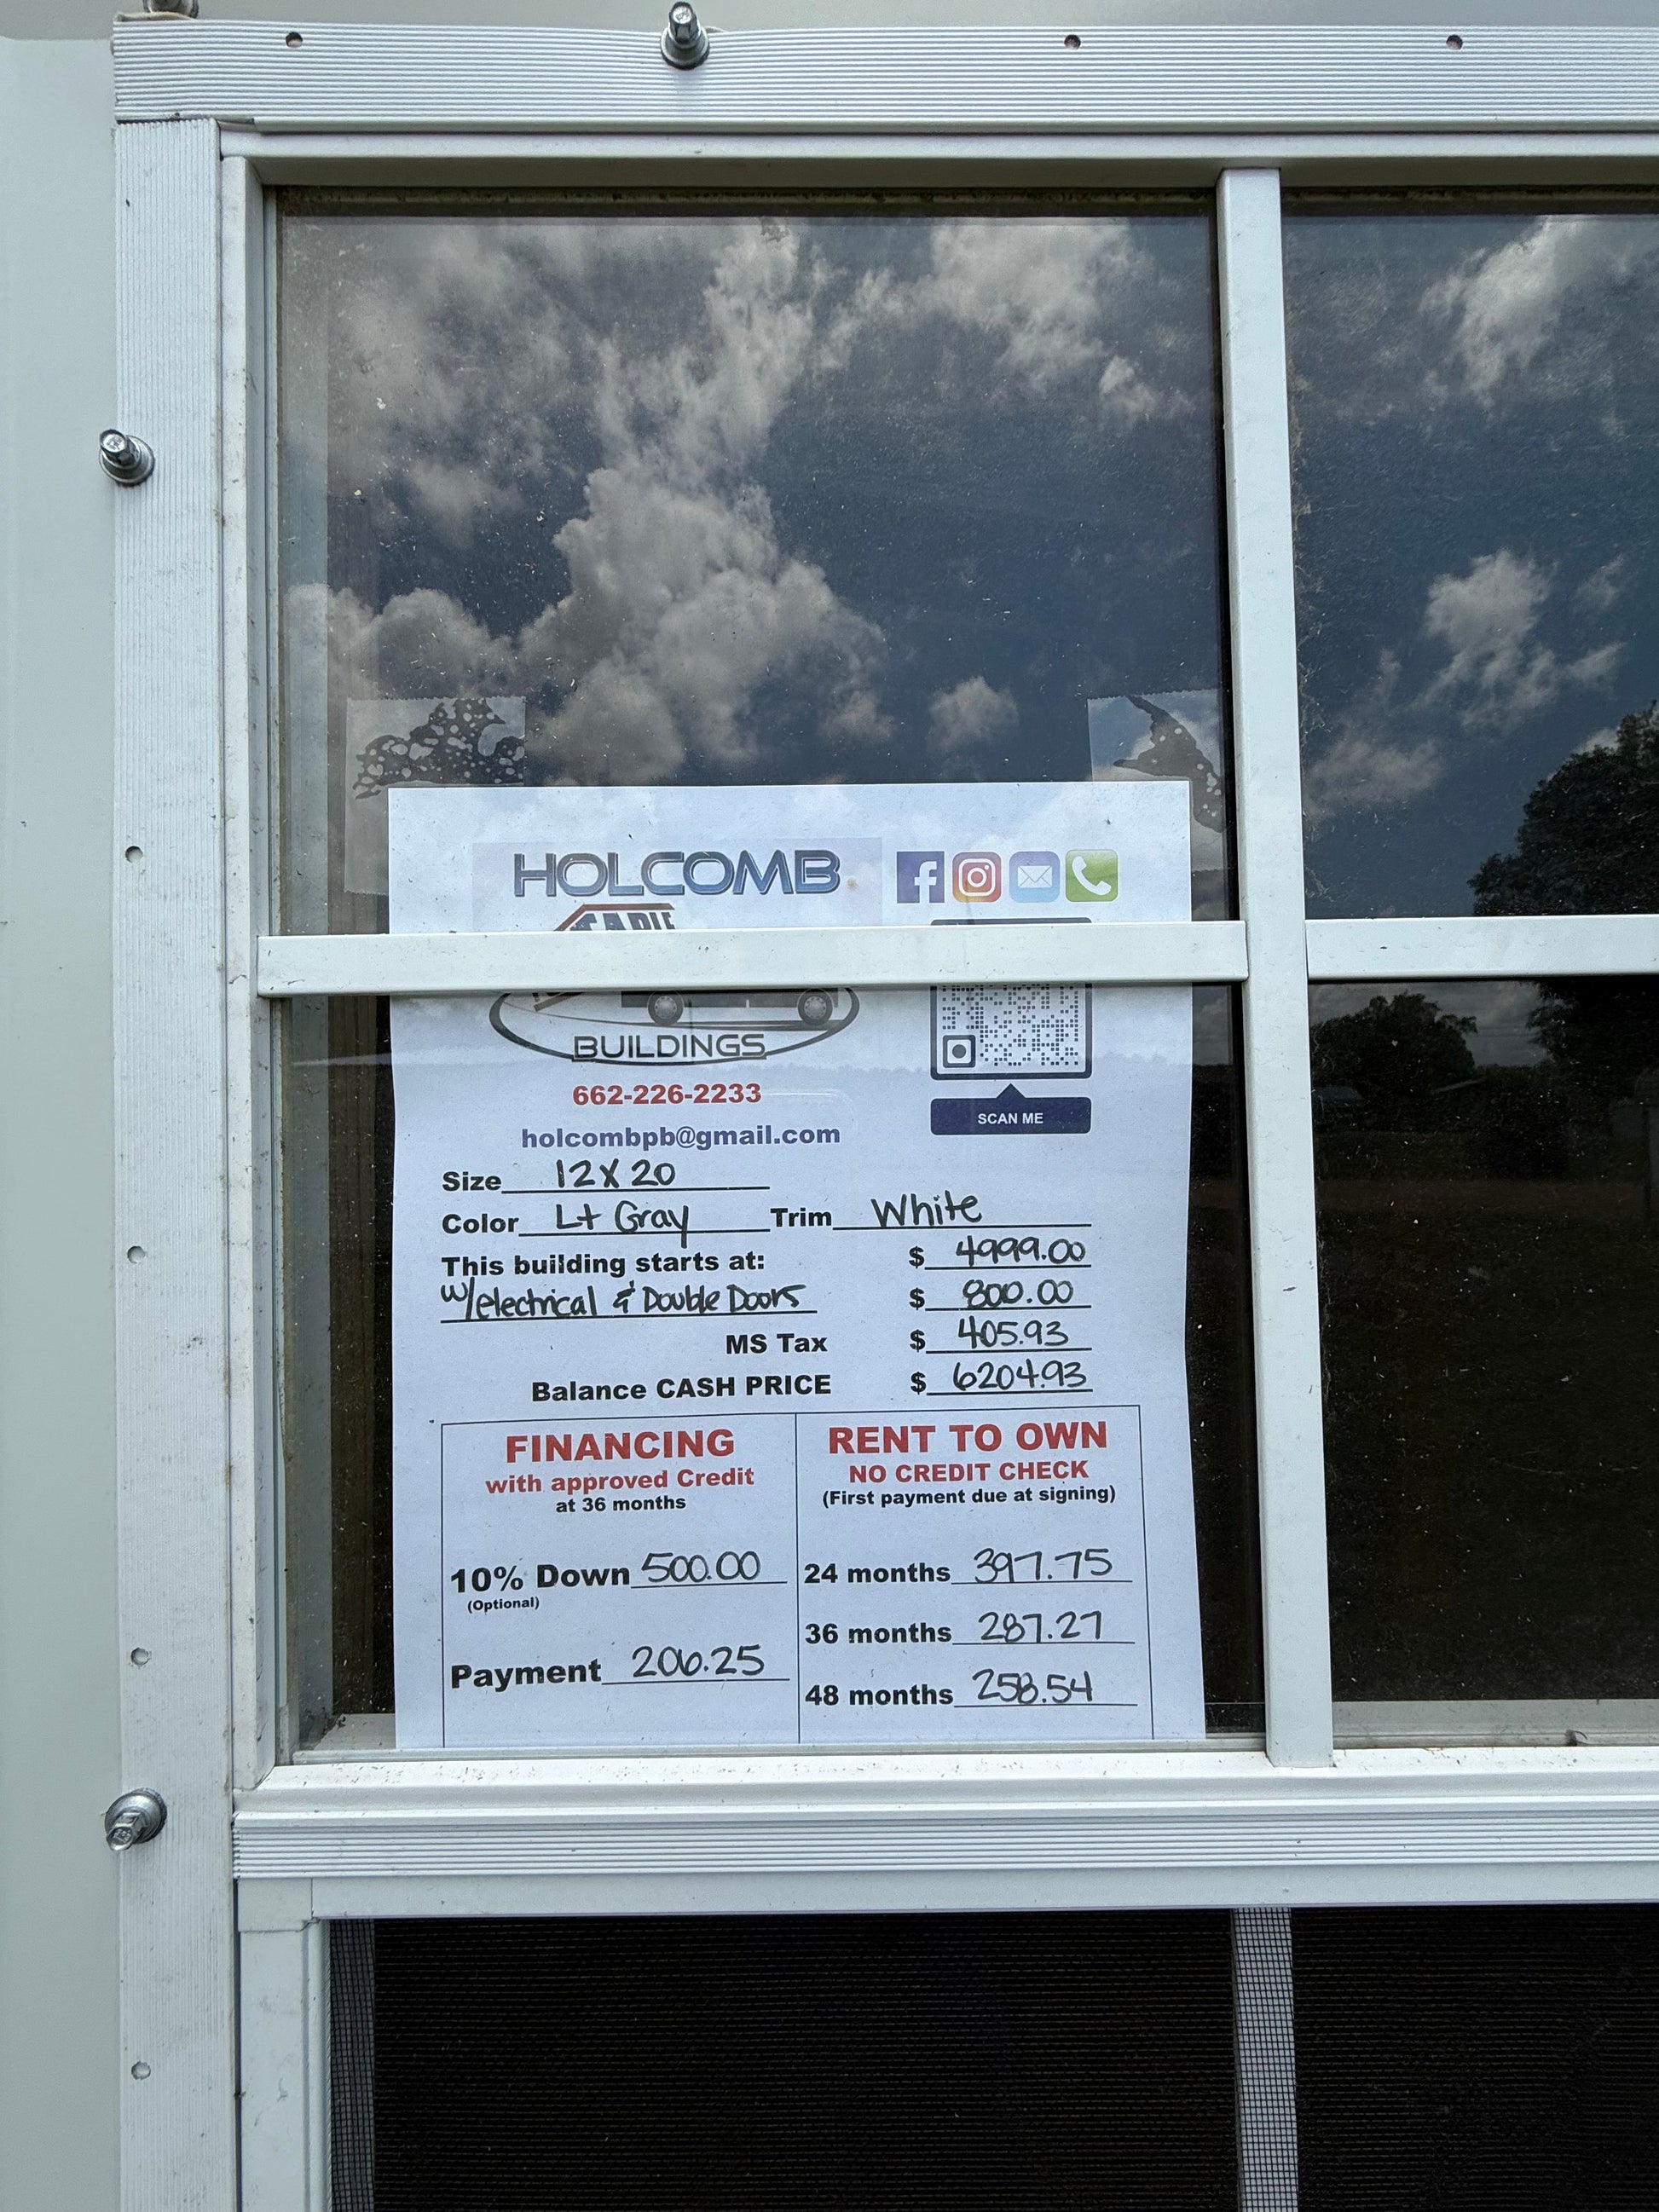 HOLCOMB
BUILDINGS
662-226-2233
holcombpb@gmail.com
SCAN ME
Size 12X20
Color Lt Gray Trim White
This building starts at: $ 4999.00
w/electrical & Double Doors $ 800.00
MS Tax $ 405.93
Balance CASH PRICE $ 6204.93
FINANCING
with approved Credit
at 36 months
10% Down 500.00
(Optional)
Payment 206.25
RENT TO OWN
NO CREDIT CHECK
(First payment due at signing)
24 months 397.75
36 months 287.27
48 months 258.54